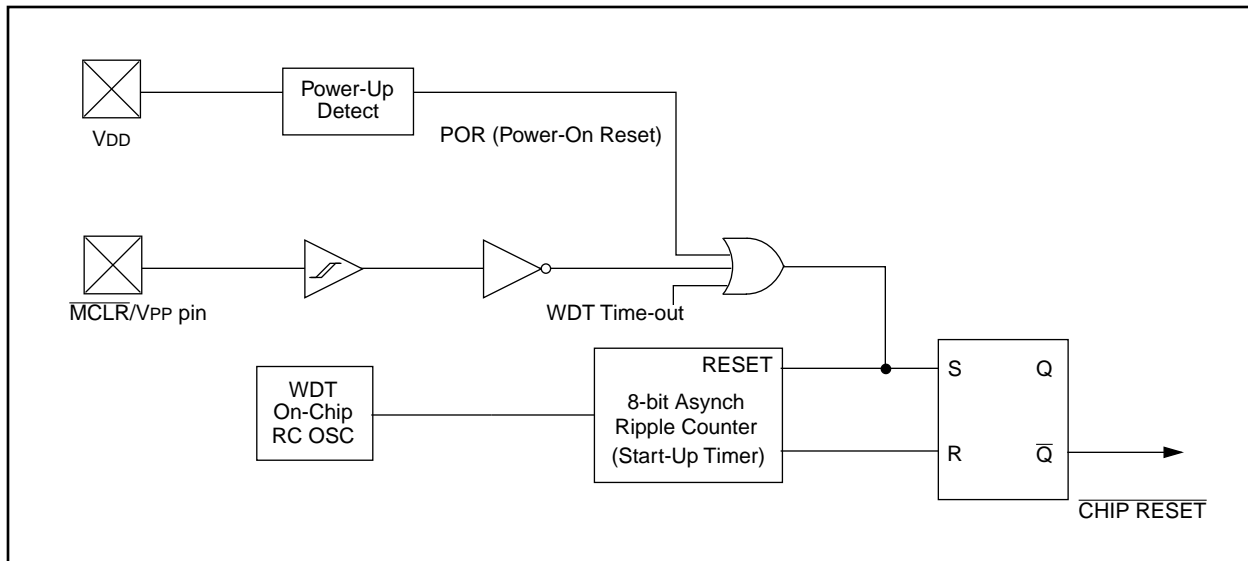 Power-Up
Detect
VDD
POR (Power-On Reset)
MCLR/VPP pin
WDT Time-out
WDT
On-Chip
RC OSC
RESET
8-bit Asynch
Ripple Counter
(Start-Up Timer)
S
Q
R
Q̅
CHIP RESET